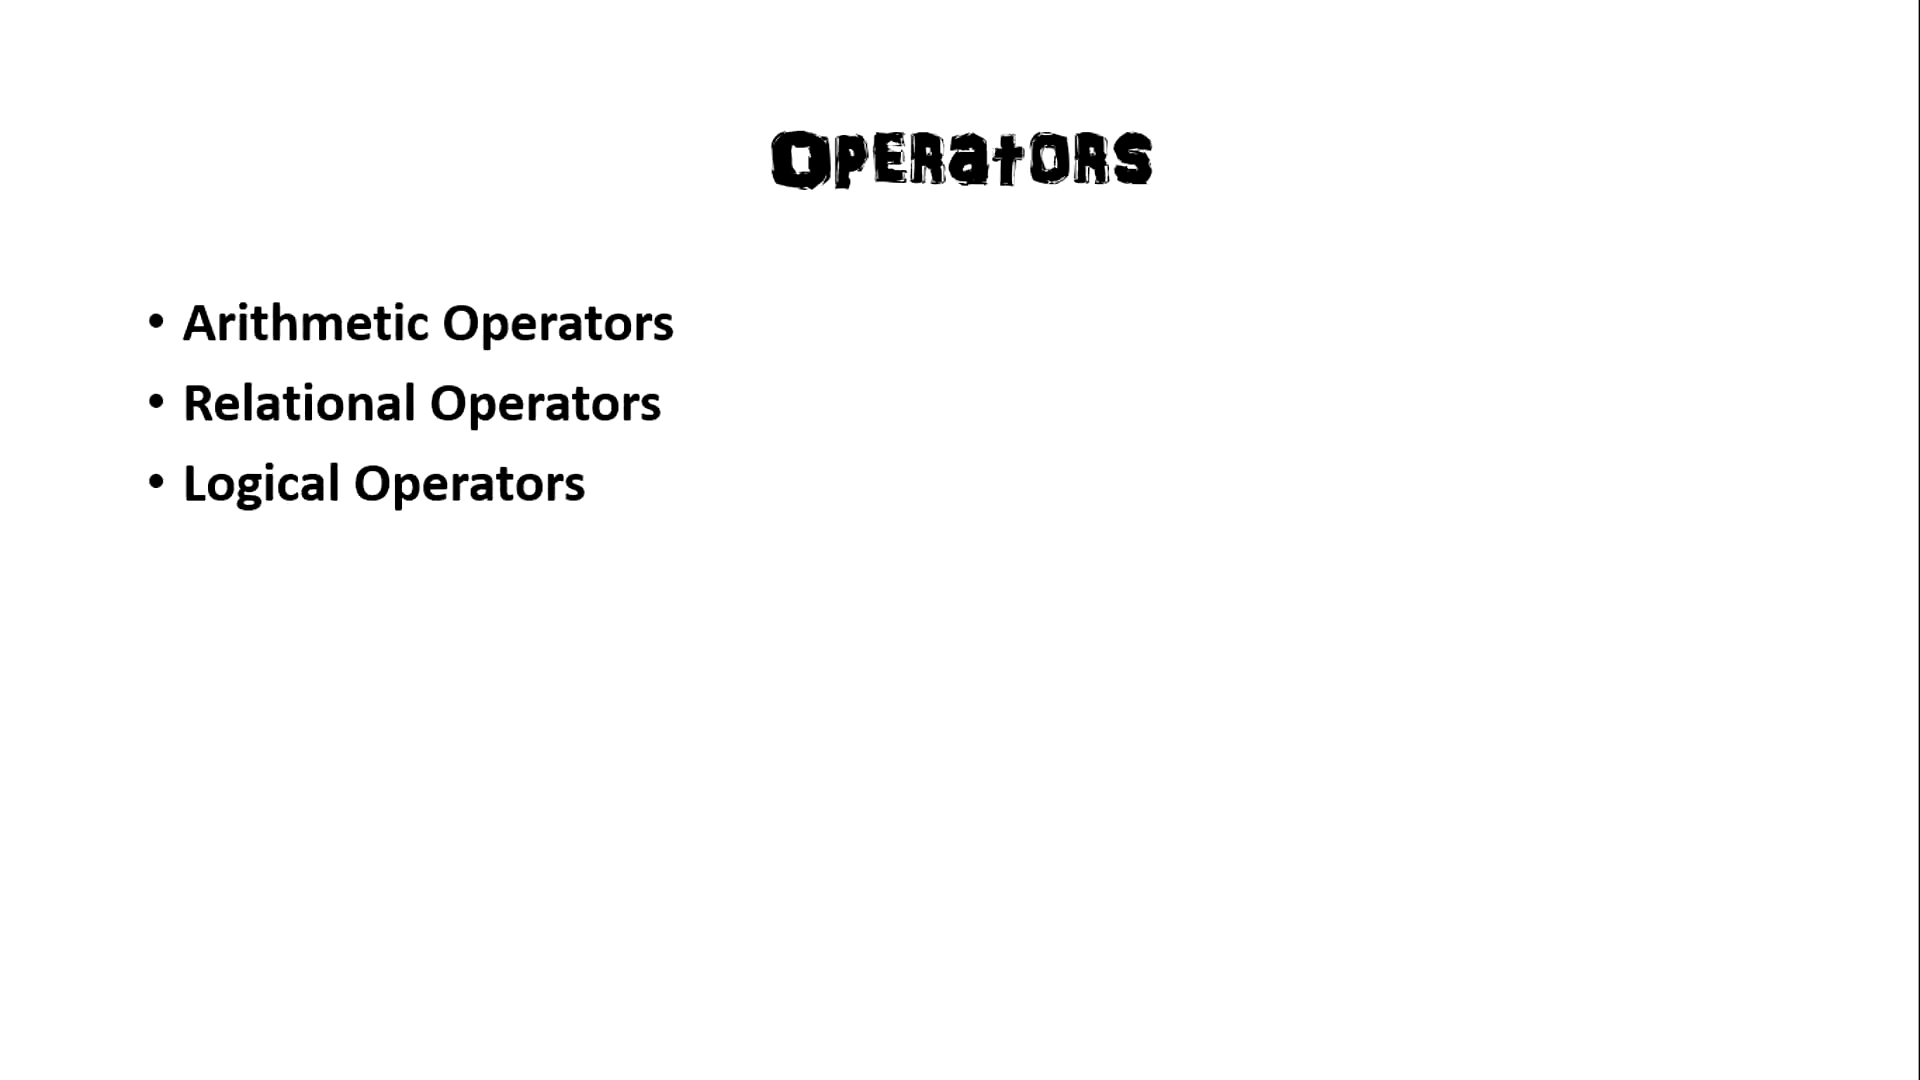 Operators
• Arithmetic Operators
• Relational Operators
• Logical Operators